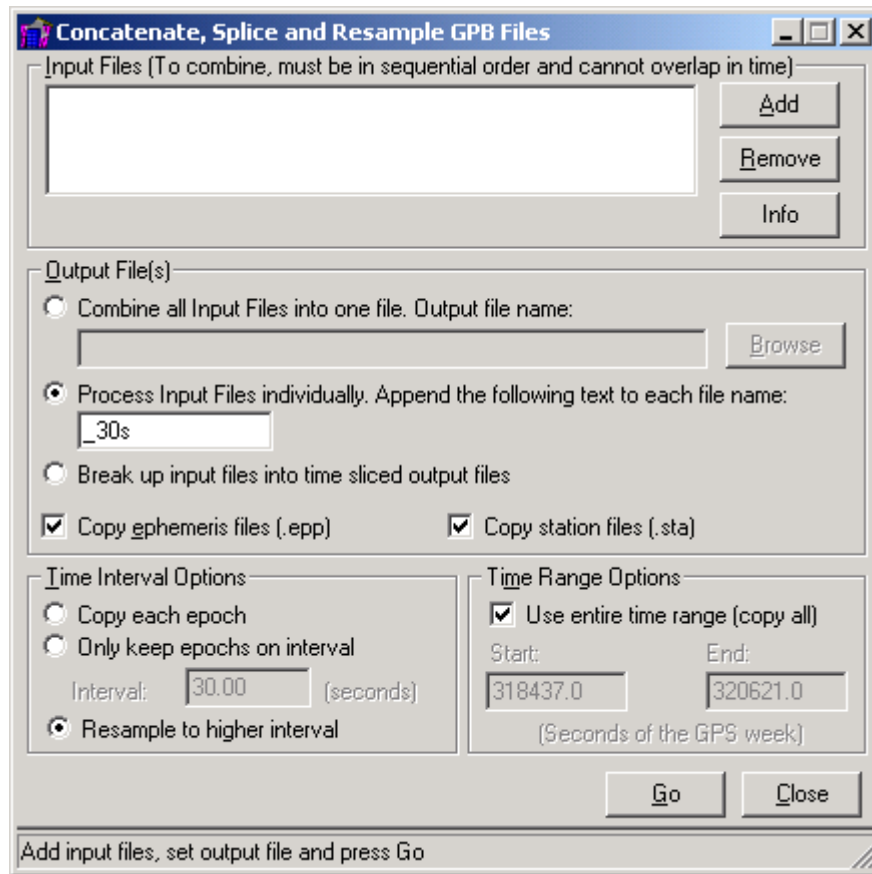 Concatenate, Splice and Resample GPB Files
Input Files (To combine, must be in sequential order and cannot overlap in time)
Add
Remove
Info
Output File(s)
Combine all Input Files into one file. Output file name:
Browse
Process Input Files individually. Append the following text to each file name:
_30s
Break up input files into time sliced output files
Copy ephemeris files (.epp) Copy station files (.sta)
Time Interval Options
Copy each epoch
Only keep epochs on interval
Interval: 30.00 (seconds)
Resample to higher interval
Time Range Options
Use entire time range (copy all)
Start: End:
318437.0 320621.0
(Seconds of the GPS week)
Go Close
Add input files, set output file and press Go